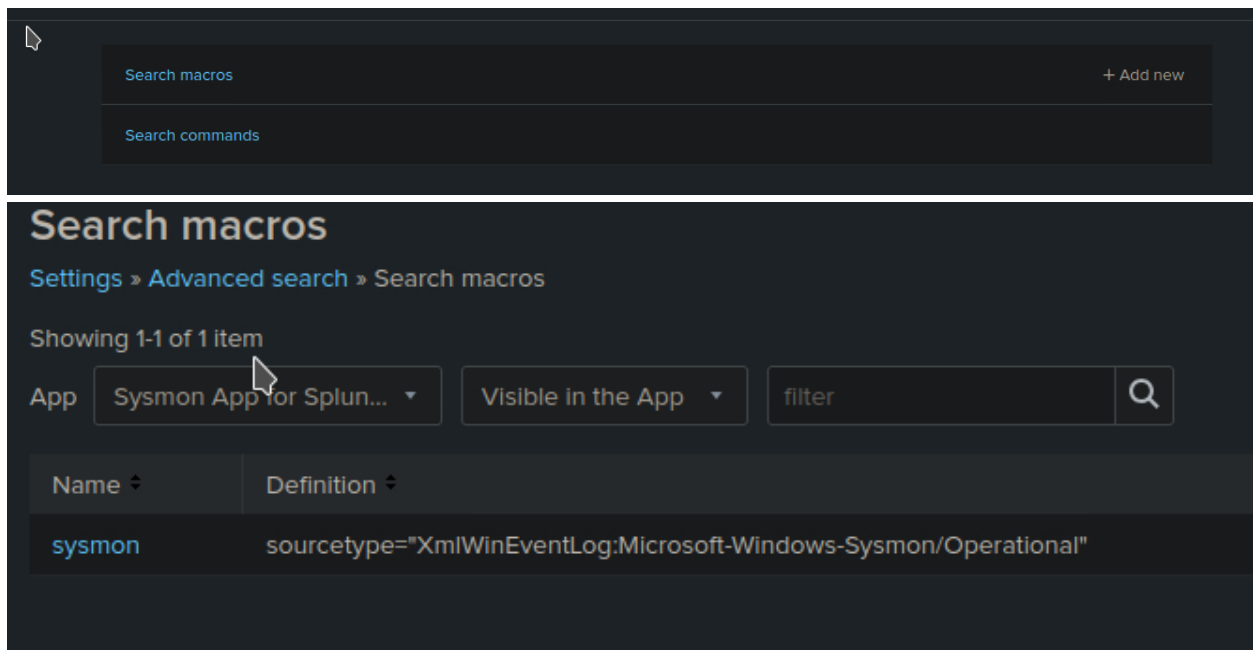 Search macros + Add new
Search commands
Search macros
Settings » Advanced search » Search macros
Showing 1-1 of 1 item
App Sysmon App for Splun... Visible in the App filter
Name Definition
sysmon sourcetype="XmlWinEventLog:Microsoft-Windows-Sysmon/Operational"